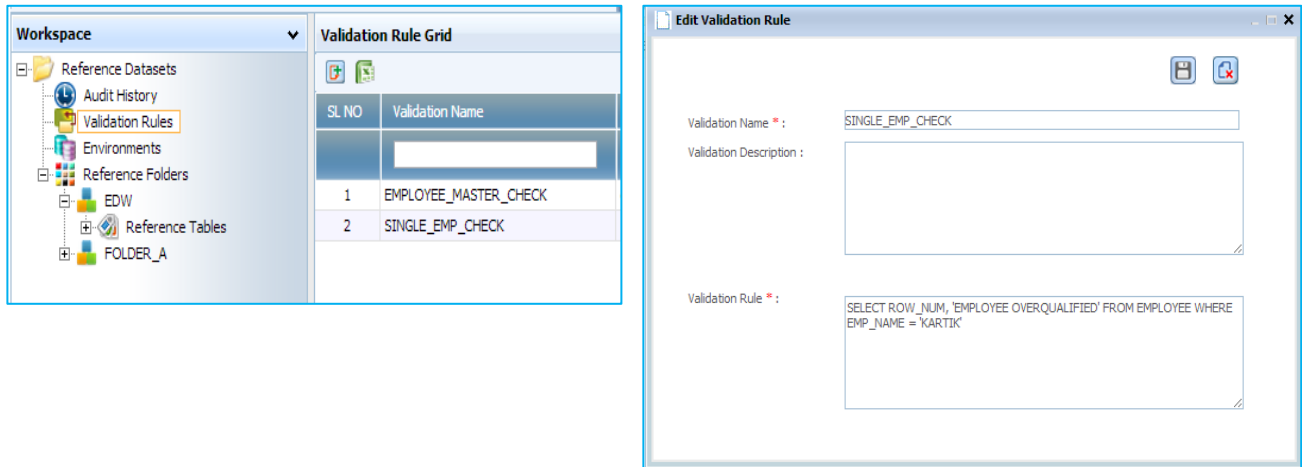 Workspace
Reference Datasets
Audit History
Validation Rules
Environments
Reference Folders
EDW
Reference Tables
FOLDER_A
Validation Rule Grid
SL NO Validation Name
1 EMPLOYEE_MASTER_CHECK
2 SINGLE_EMP_CHECK
Edit Validation Rule
Validation Name * : SINGLE_EMP_CHECK
Validation Description :
Validation Rule * : SELECT ROW_NUM, 'EMPLOYEE OVERQUALIFIED' FROM EMPLOYEE WHERE
EMP_NAME = 'KARTIK'